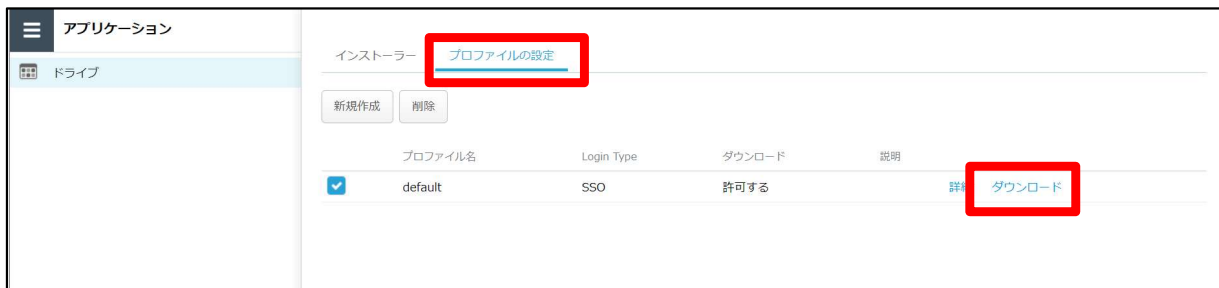 アプリケーション
ドライブ
インストーラー プロファイルの設定
新規作成 削除
プロファイル名 Login Type ダウンロード 説明
default SSO 許可する 詳細 ダウンロード